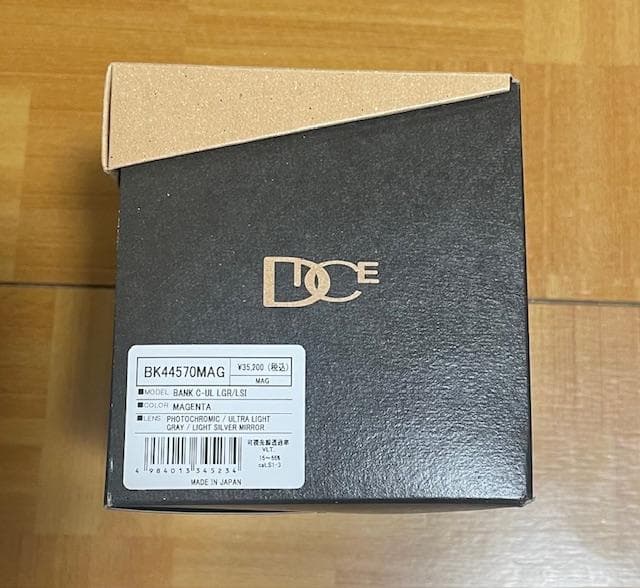 DICE
BK44570MAG
¥35,200 (税込)
MAG
MODEL BANK C-UL LGR/LSI
COLOR MAGENTA
LENS PHOTOCHROMIC / ULTRA LIGHT
GRAY / LIGHT SILVER MIRROR
可視光線透過率
VLT.
15~55%
cat.S1-3
4 984013 345234
MADE IN JAPAN